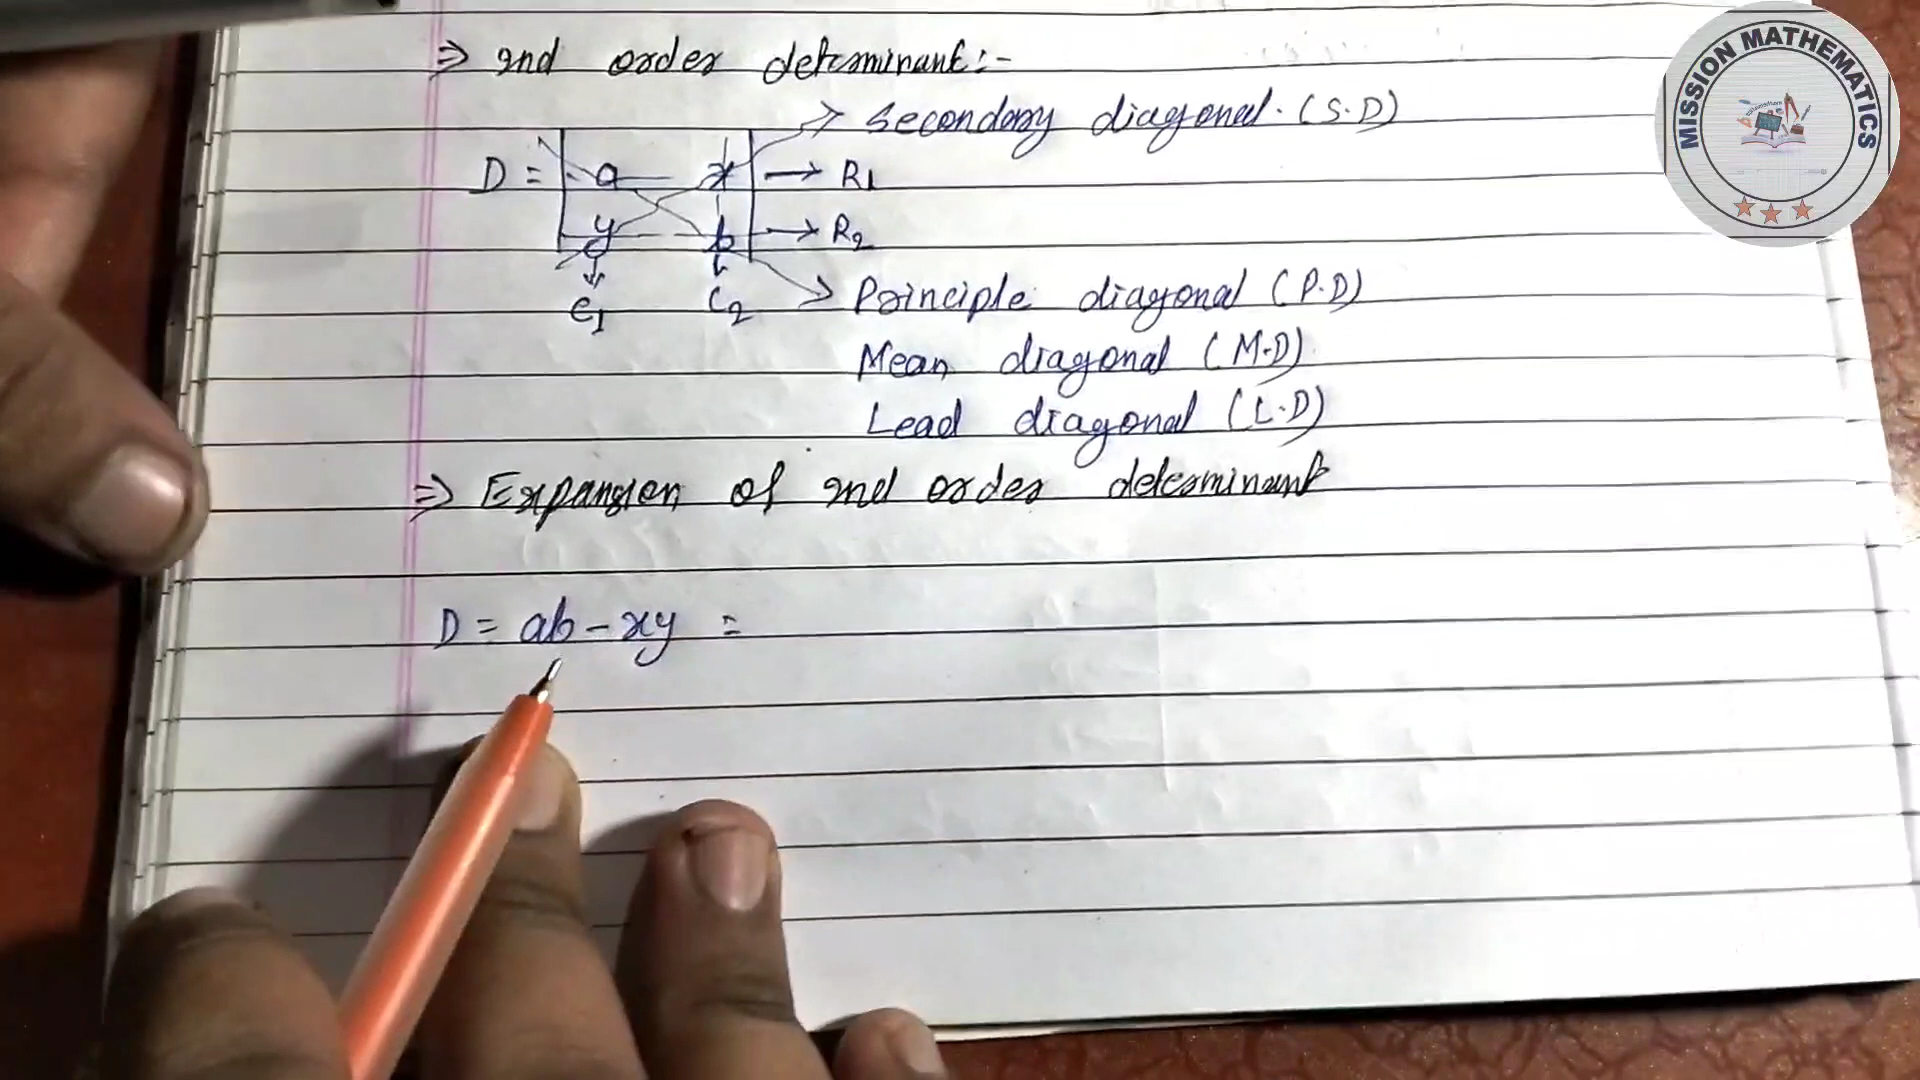 ⇒ 2nd order determinant:-
→ Secondary diagonal. (S.D)
D = | a x | → R1
| y b | → R2
C1 C2 → Principle diagonal (P.D)
Mean diagonal (M.D)
Lead diagonal (L.D)
⇒ Expansion of 2nd order determinant
D = ab - xy =
MISSION MATHEMATICS